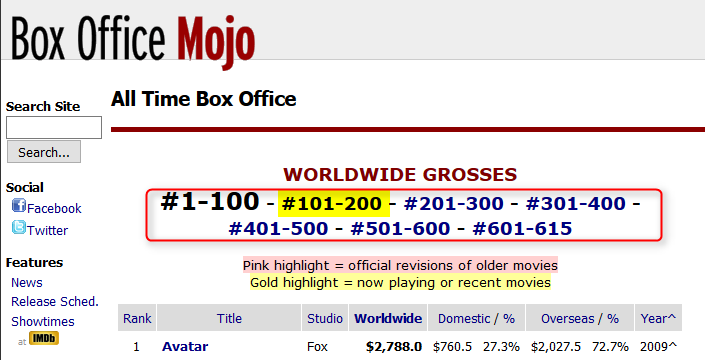 Box Office Mojo
All Time Box Office
Search Site
Search...
Social
Facebook
Twitter
Features
News
Release Sched.
Showtimes
at IMDb
WORLDWIDE GROSSES
#1-100 - #101-200 - #201-300 - #301-400 -
#401-500 - #501-600 - #601-615
Pink highlight = official revisions of older movies
Gold highlight = now playing or recent movies
Rank Title Studio Worldwide Domestic / % Overseas / % Year^
1 Avatar Fox $2,788.0 $760.5 27.3% $2,027.5 72.7% 2009^